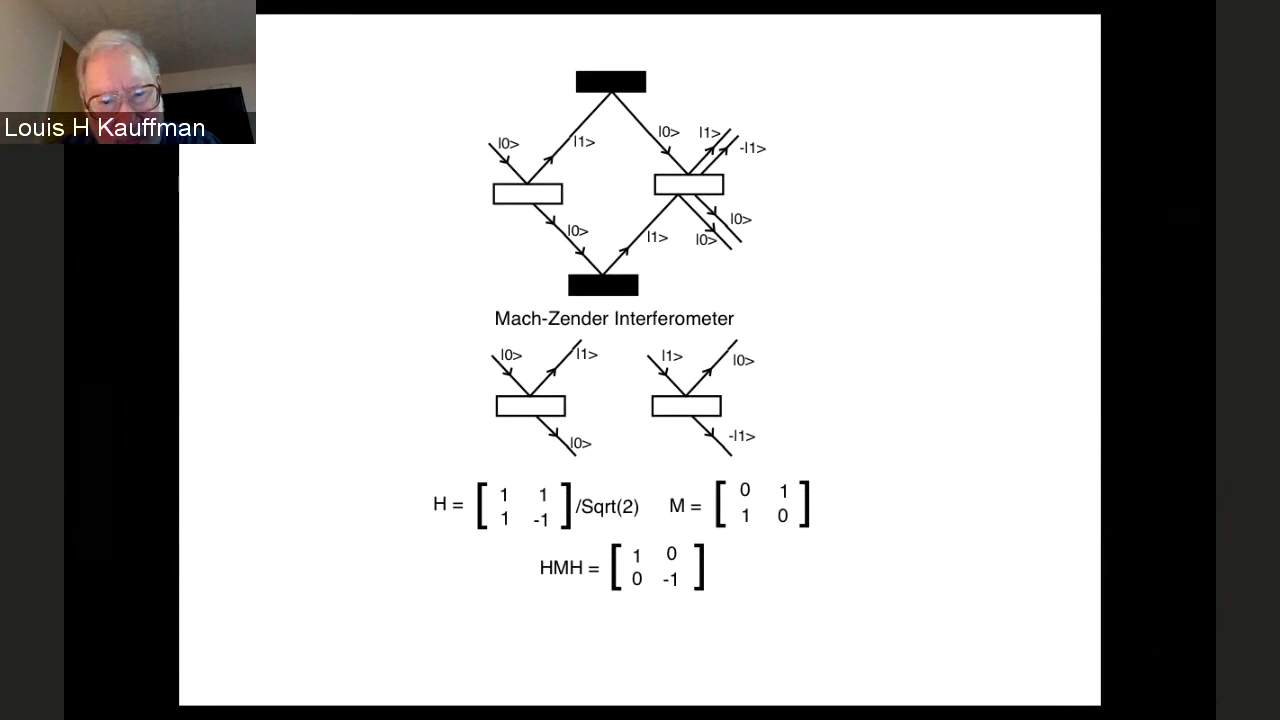 Louis H Kauffman
|0>
|1>
|0>
|1>
-|1>
|0>
|1>
|0>
|0>
Mach-Zender Interferometer
|0>
|1>
|1>
|0>
|0>
-|1>
H = [ 1 1 ] /Sqrt(2) M = [ 0 1 ]
[ 1 -1 ] [ 1 0 ]
HMH = [ 1 0 ]
[ 0 -1 ]